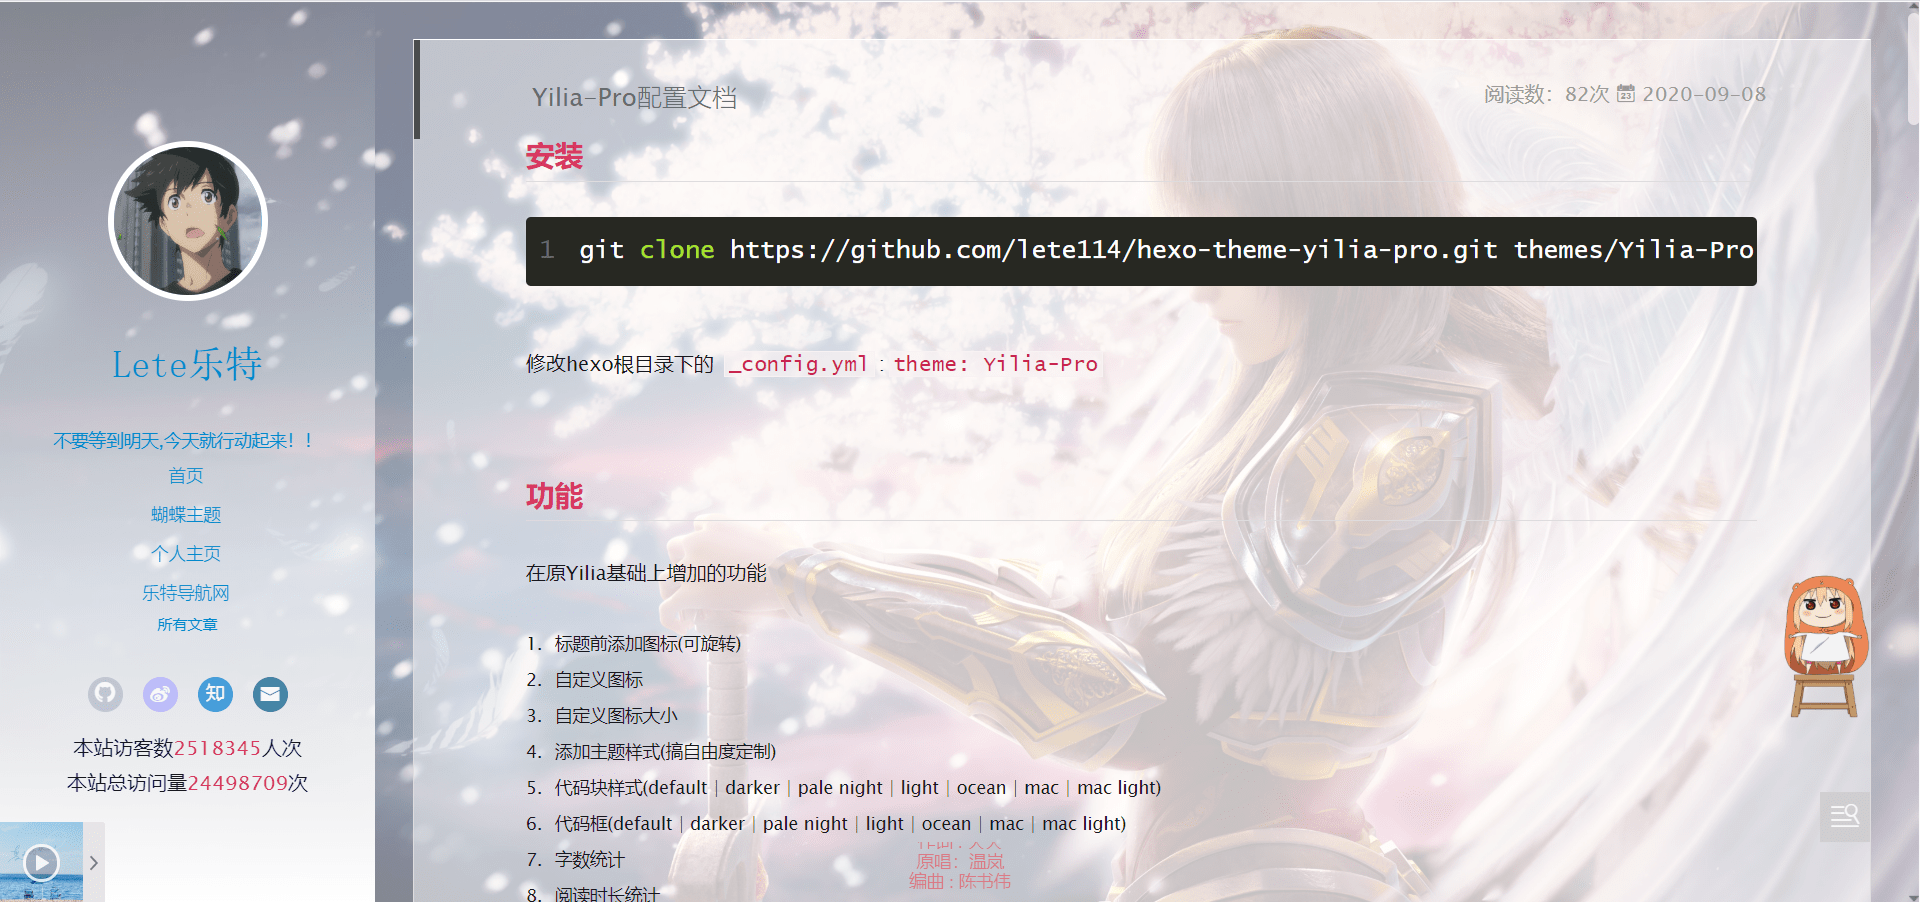 Lete乐特
不要等到明天,今天就行动起来！！
首页
蝴蝶主题
个人主页
乐特导航网
所有文章
知
本站访客数2518345人次
本站总访问量24498709次
Yilia-Pro配置文档
阅读数：82次 23 2020-09-08
安装
1 git clone https://github.com/lete114/hexo-theme-yilia-pro.git themes/Yilia-Pro
修改hexo根目录下的 _config.yml : theme: Yilia-Pro
功能
在原Yilia基础上增加的功能
1. 标题前添加图标(可旋转)
2. 自定义图标
3. 自定义图标大小
4. 添加主题样式(搞自由度定制)
5. 代码块样式(default | darker | pale night | light | ocean | mac | mac light)
6. 代码框(default | darker | pale night | light | ocean | mac | mac light)
7. 字数统计
8. 阅读时长统计
原唱：温岚
编曲 : 陈书伟